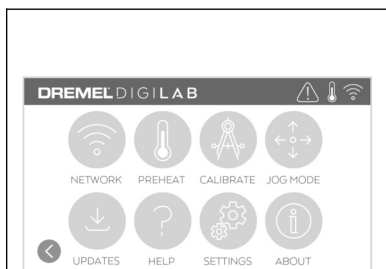 DREMEL DIGILAB
NETWORK PREHEAT CALIBRATE JOG MODE
UPDATES HELP SETTINGS ABOUT